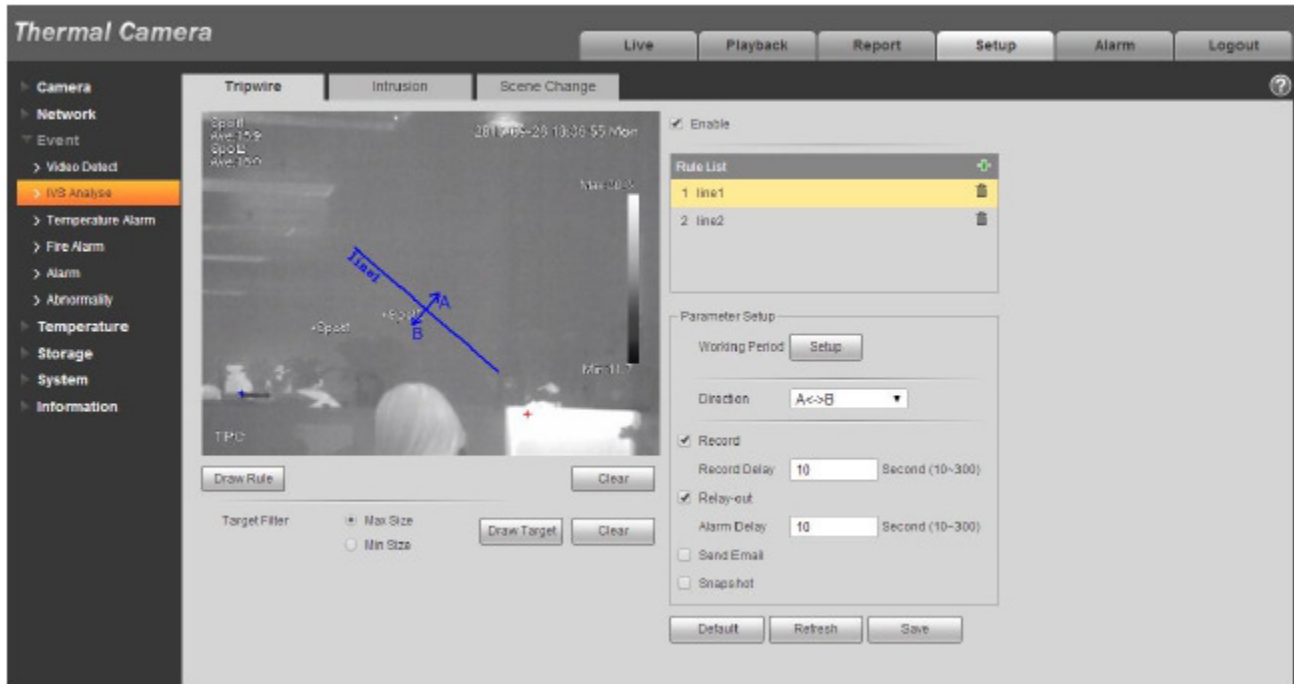 Thermal Camera
Live Playback Report Setup Alarm Logout
Camera
Network
Event
Video Detect
IVS Analyse
Temperature Alarm
Fire Alarm
Alarm
Abnormality
Temperature
Storage
System
Information
Tripwire Intrusion Scene Change
Spot1
Spot2
Mon
line1
A
B
+Spot1
TPC
Draw Rule Clear
Target Filter Max Size Draw Target Clear
Min Size
Enable
Rule List
1 line1
2 line2
Parameter Setup
Working Period Setup
Direction A<->B
Record
Record Delay 10 Second (10~300)
Relay-out
Alarm Delay 10 Second (10~300)
Send Email
Snapshot
Default Refresh Save